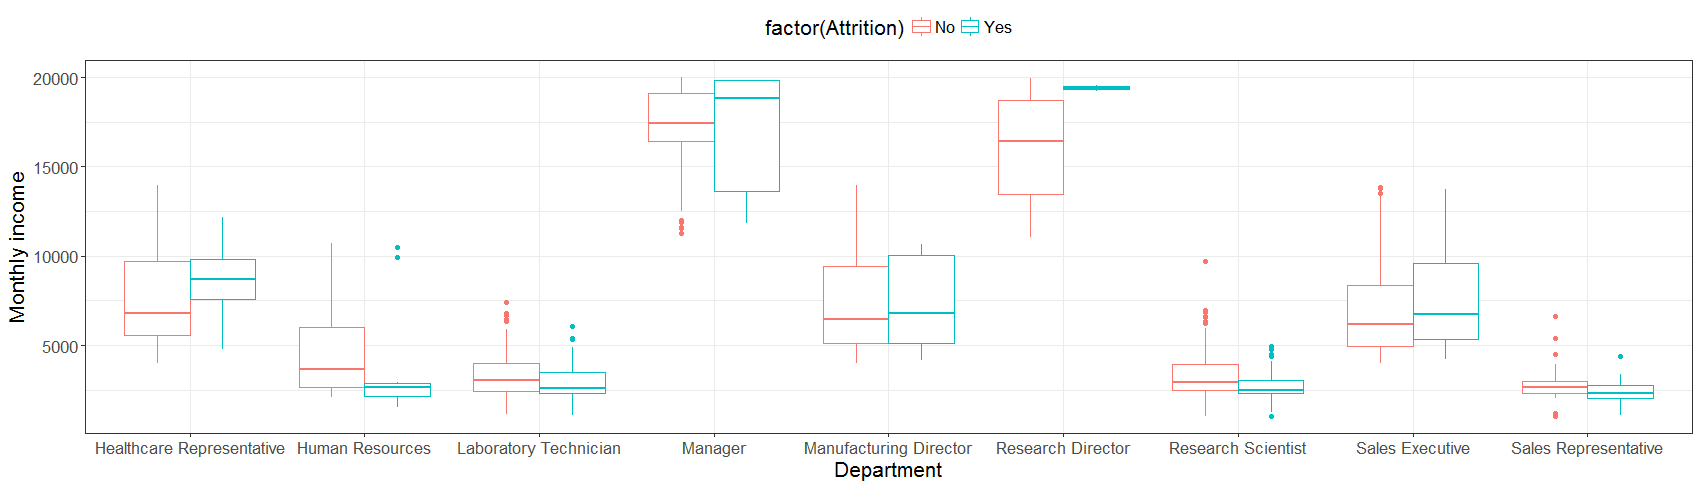 factor(Attrition) No Yes
Monthly income
20000
15000
10000
5000
Healthcare Representative Human Resources Laboratory Technician Manager Manufacturing Director Research Director Research Scientist Sales Executive Sales Representative
Department